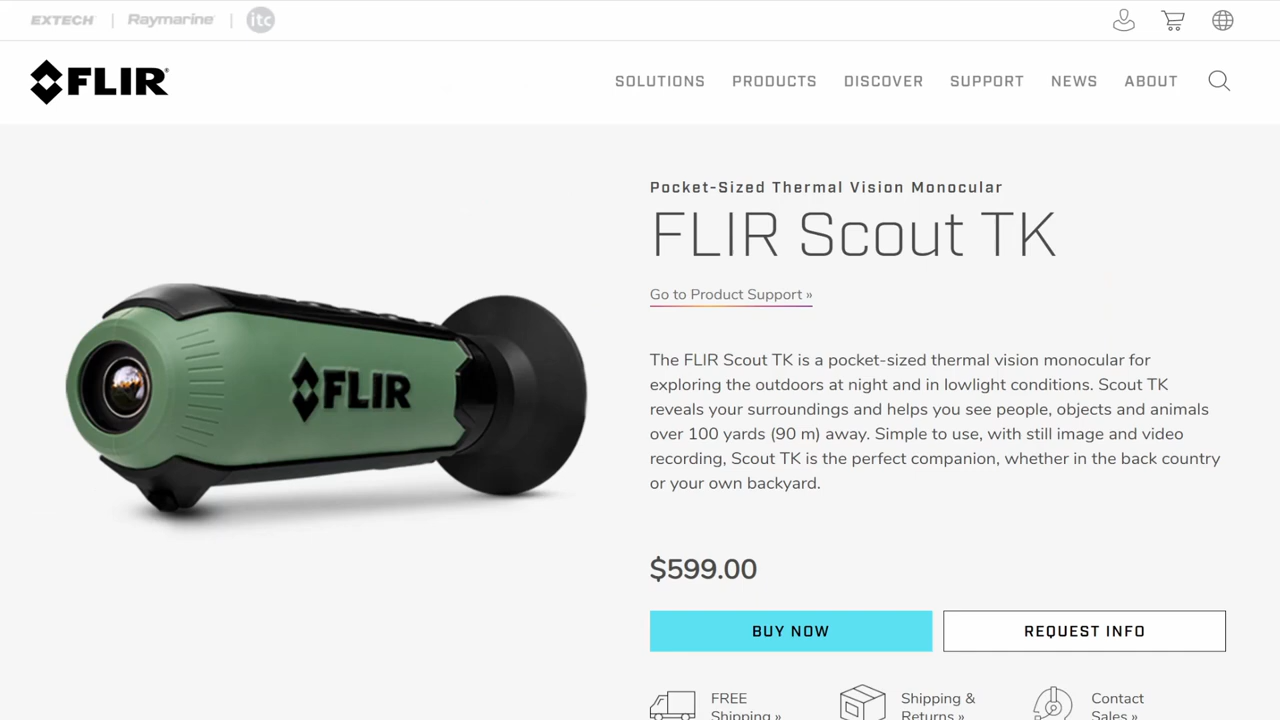 EXTECH | Raymarine | itc
FLIR
SOLUTIONS PRODUCTS DISCOVER SUPPORT NEWS ABOUT
Pocket-Sized Thermal Vision Monocular
FLIR Scout TK
Go to Product Support »
FLIR
The FLIR Scout TK is a pocket-sized thermal vision monocular for
exploring the outdoors at night and in lowlight conditions. Scout TK
reveals your surroundings and helps you see people, objects and animals
over 100 yards (90 m) away. Simple to use, with still image and video
recording, Scout TK is the perfect companion, whether in the back country
or your own backyard.
$599.00
BUY NOW REQUEST INFO
FREE
Shipping »
Shipping &
Returns »
Contact
Sales »